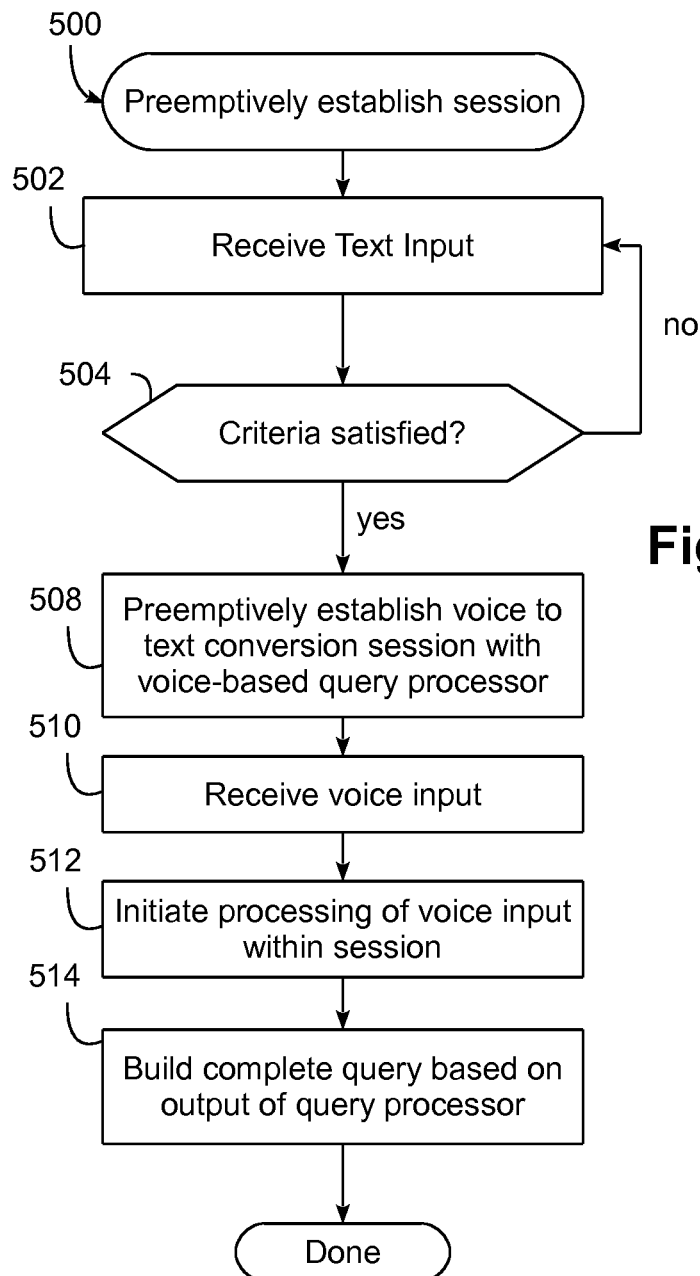 500
Preemptively establish session
502
Receive Text Input
no
504
Criteria satisfied?
yes
Fig
508
Preemptively establish voice to
text conversion session with
voice-based query processor
510
Receive voice input
512
Initiate processing of voice input
within session
514
Build complete query based on
output of query processor
Done